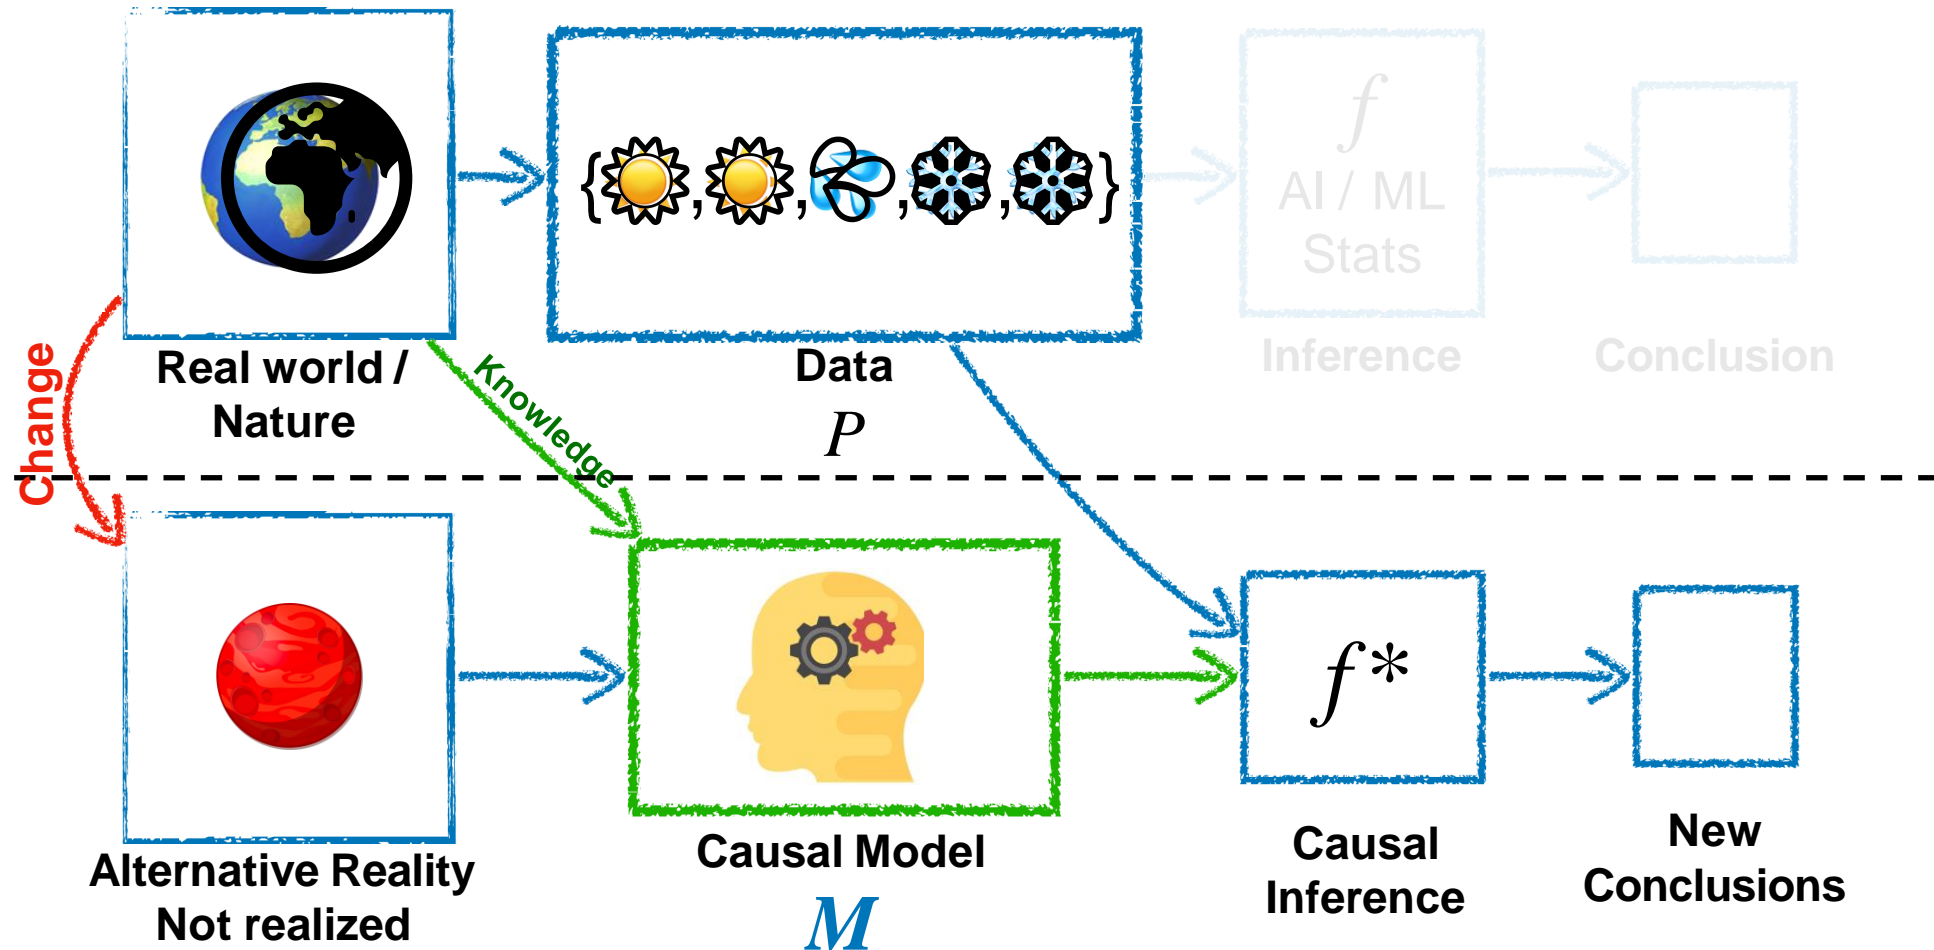 { , , , , }
f
AI / ML
Stats
Real world /
Nature
Data
P
Inference
Conclusion
Change
Knowledge
f*
Alternative Reality
Not realized
Causal Model
M
Causal
Inference
New
Conclusions